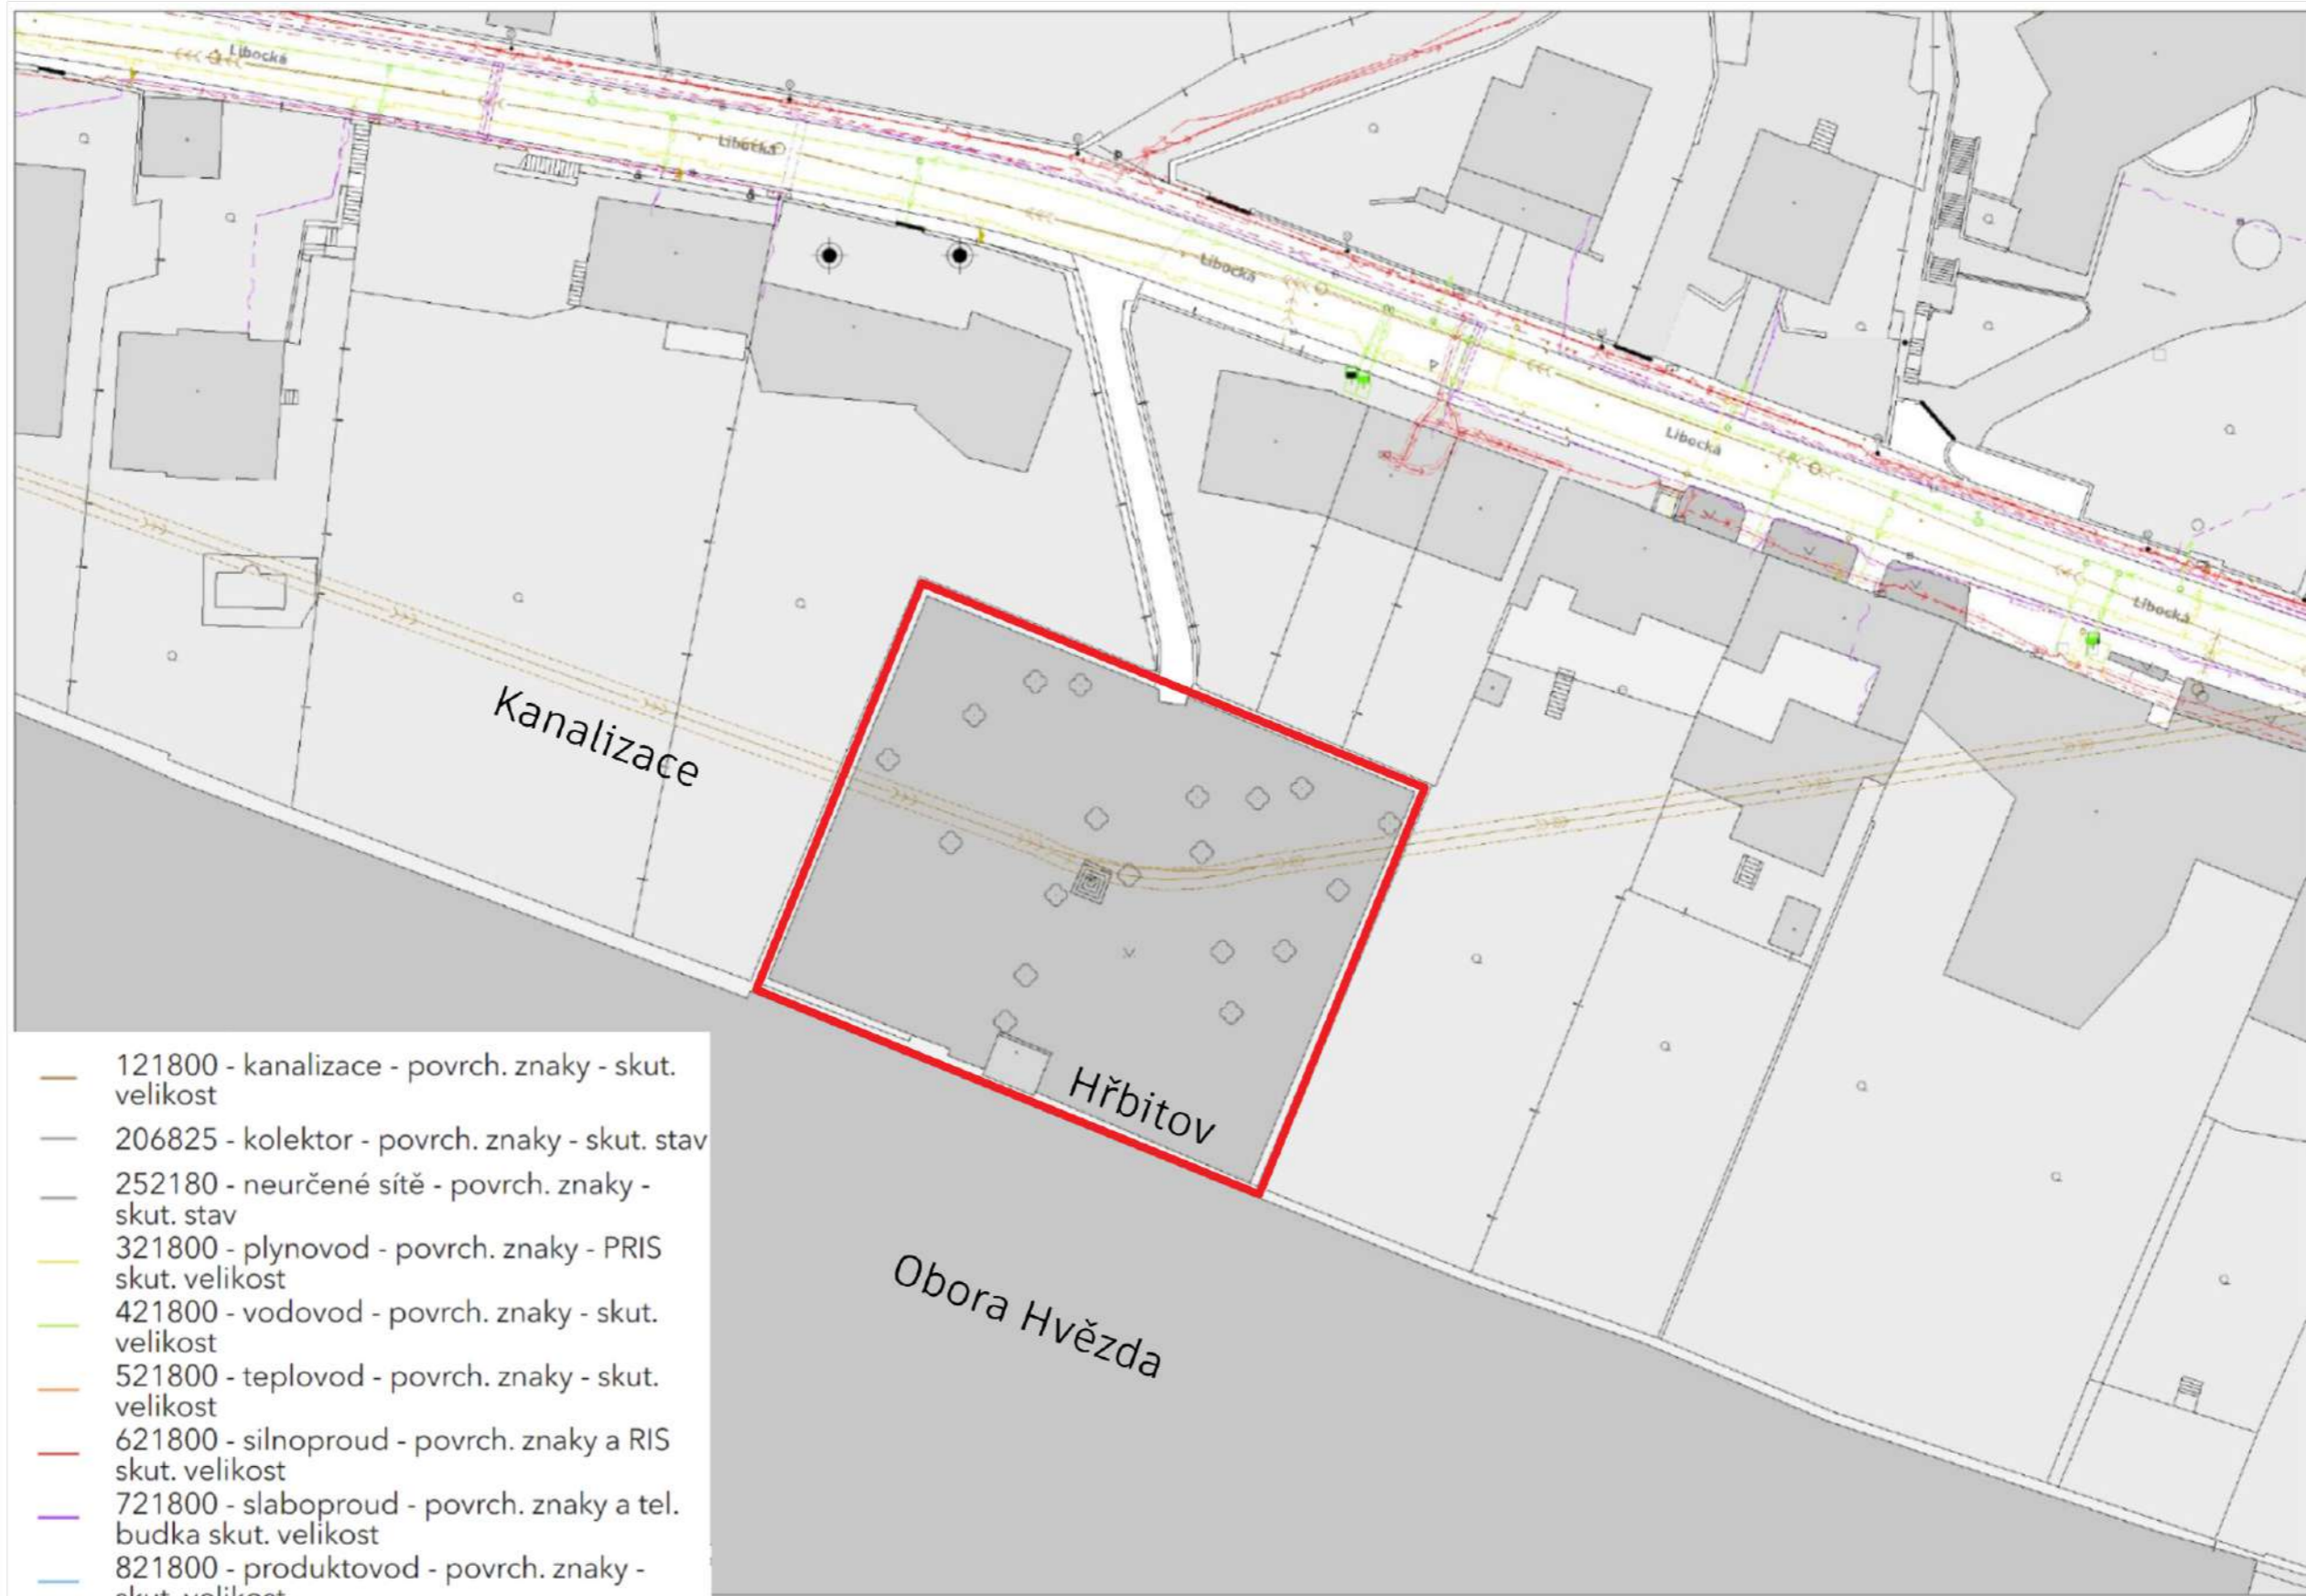 Libocká
Libocká
Libocká
Libocká
Libocká
Kanalizace
Hřbitov
Obora Hvězda
121800 - kanalizace - povrch. znaky - skut.
velikost
206825 - kolektor - povrch. znaky - skut. stav
252180 - neurčené sítě - povrch. znaky -
skut. stav
321800 - plynovod - povrch. znaky - PRIS
skut. velikost
421800 - vodovod - povrch. znaky - skut.
velikost
521800 - teplovod - povrch. znaky - skut.
velikost
621800 - silnoproud - povrch. znaky a RIS
skut. velikost
721800 - slaboproud - povrch. znaky a tel.
budka skut. velikost
821800 - produktovod - povrch. znaky -